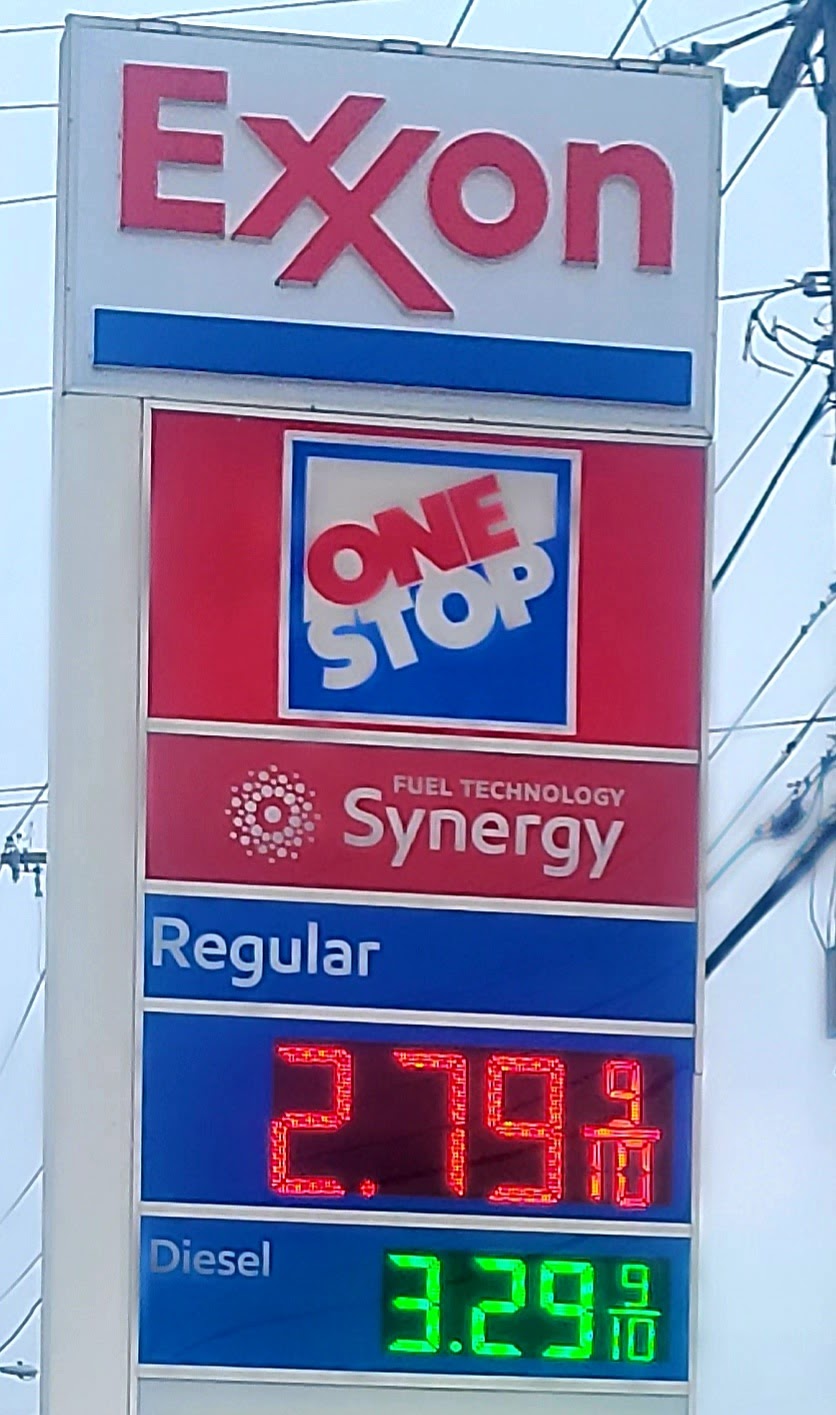 Exxon
ONE
STOP
FUEL TECHNOLOGY
Synergy
Regular
2.79 9/10
Diesel
3.29 9/10